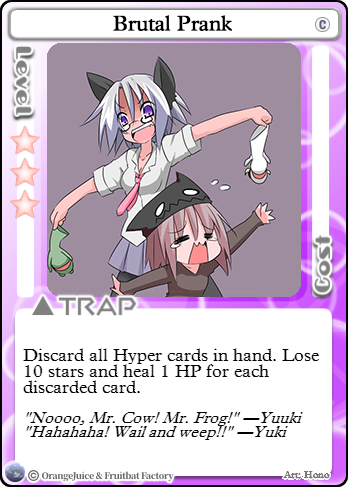 Brutal Prank
C
Level
Cost
TRAP
Discard all Hyper cards in hand. Lose
10 stars and heal 1 HP for each
discarded card.
"Noooo, Mr. Cow! Mr. Frog!" —Yuuki
"Hahahaha! Wail and weep!!" —Yuki
© OrangeJuice & Fruitbat Factory
Art: Hono